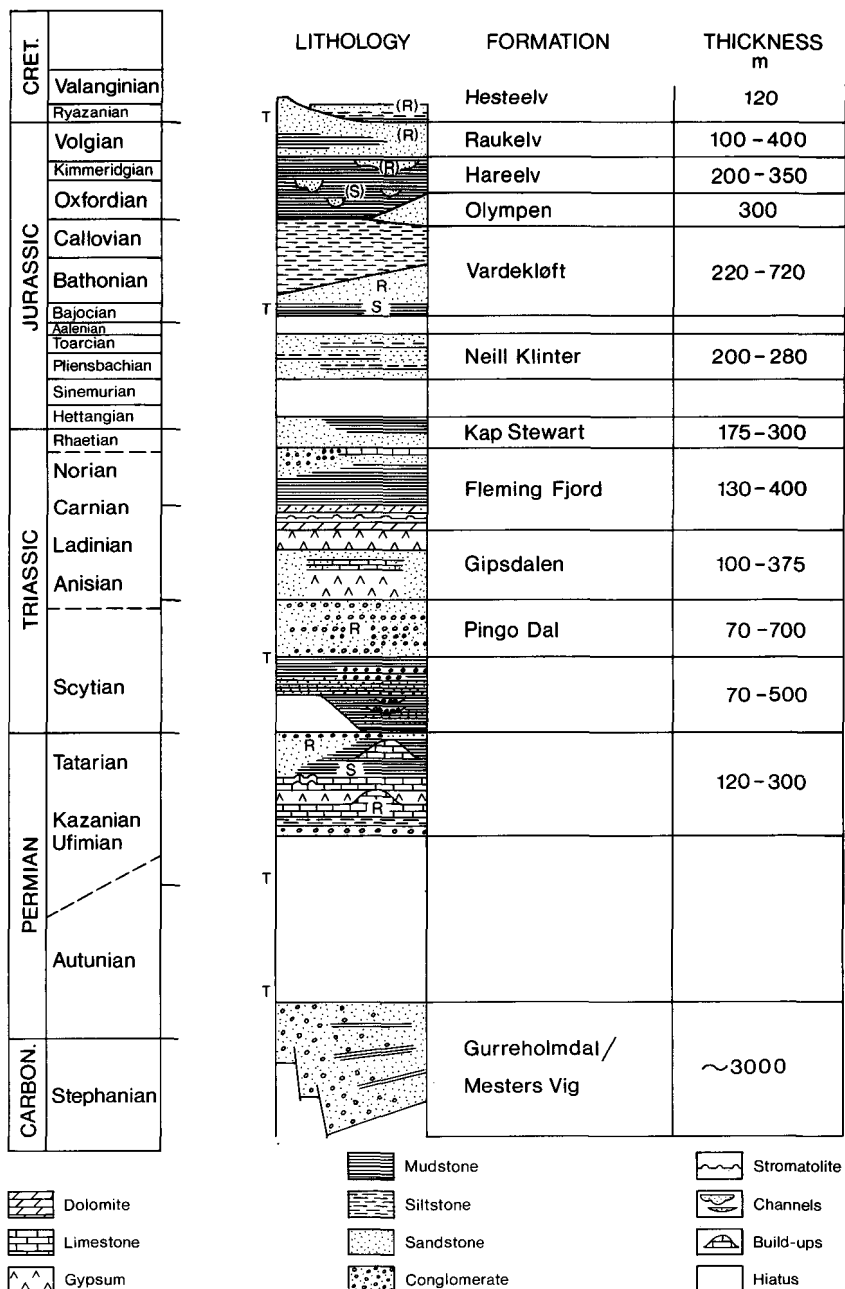 LITHOLOGY FORMATION THICKNESS
m
CRET.
Valanginian
Ryazanian
JURASSIC
Volgian
Kimmeridgian
Oxfordian
Callovian
Bathonian
Bajocian
Aalenian
Toarcian
Pliensbachian
Sinemurian
Hettangian
TRIASSIC
Rhaetian
Norian
Carnian
Ladinian
Anisian
Scytian
PERMIAN
Tatarian
Kazanian
Ufimian
Autunian
CARBON.
Stephanian
T
(R)
(R)
(R)
(S)
R
T
S
R
T
R
S
R
T
T
Hesteelv 120
Raukelv 100-400
Hareelv 200-350
Olympen 300
Vardekløft 220-720
Neill Klinter 200-280
Kap Stewart 175-300
Fleming Fjord 130-400
Gipsdalen 100-375
Pingo Dal 70-700
70-500
120-300
Gurreholmdal/
Mesters Vig
~3000
Dolomite
Limestone
Gypsum
Mudstone
Siltstone
Sandstone
Conglomerate
Stromatolite
Channels
Build-ups
Hiatus